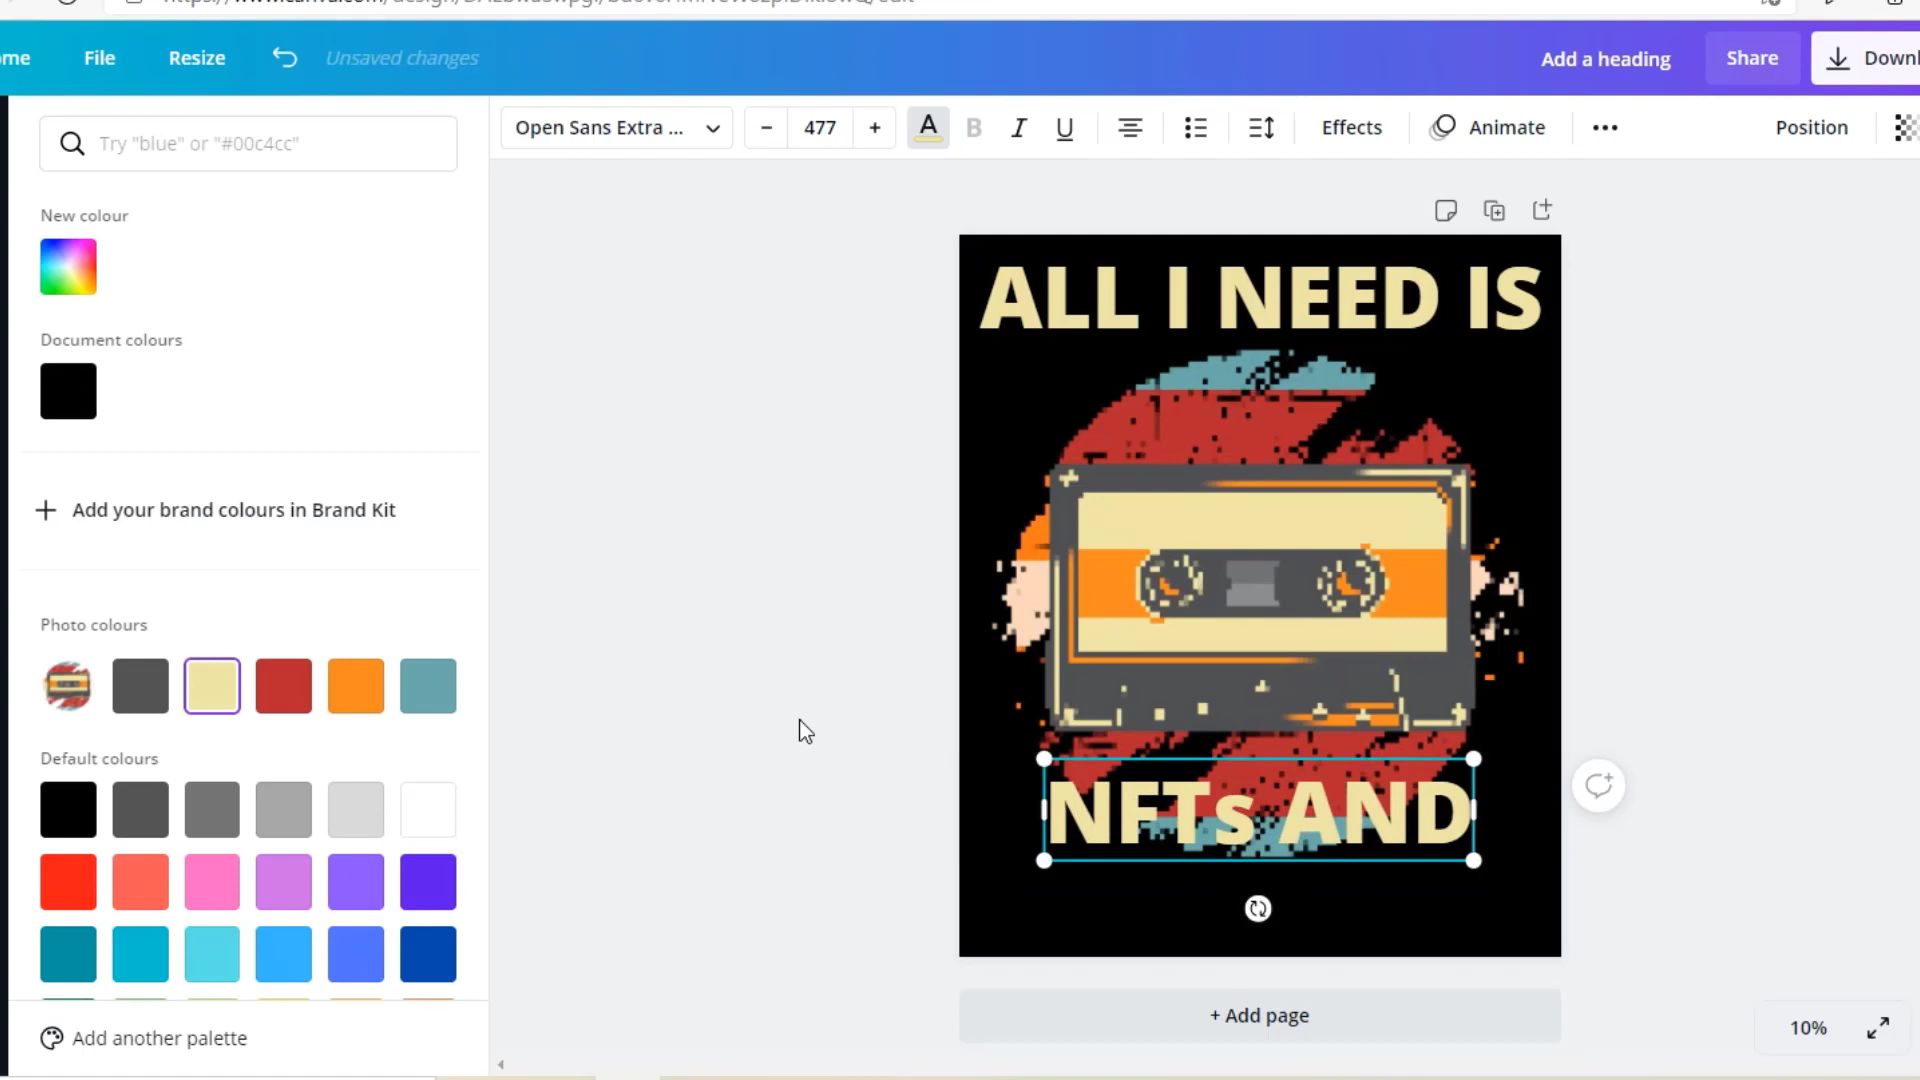 File
Resize
Unsaved changes
Add a heading
Share
Try "blue" or "#00c4cc"
Open Sans Extra ...
477
A
B
I
U
Effects
Animate
Position
New colour
Document colours
Add your brand colours in Brand Kit
Photo colours
Default colours
Add another palette
ALL I NEED IS
NFTs AND
+ Add page
10%